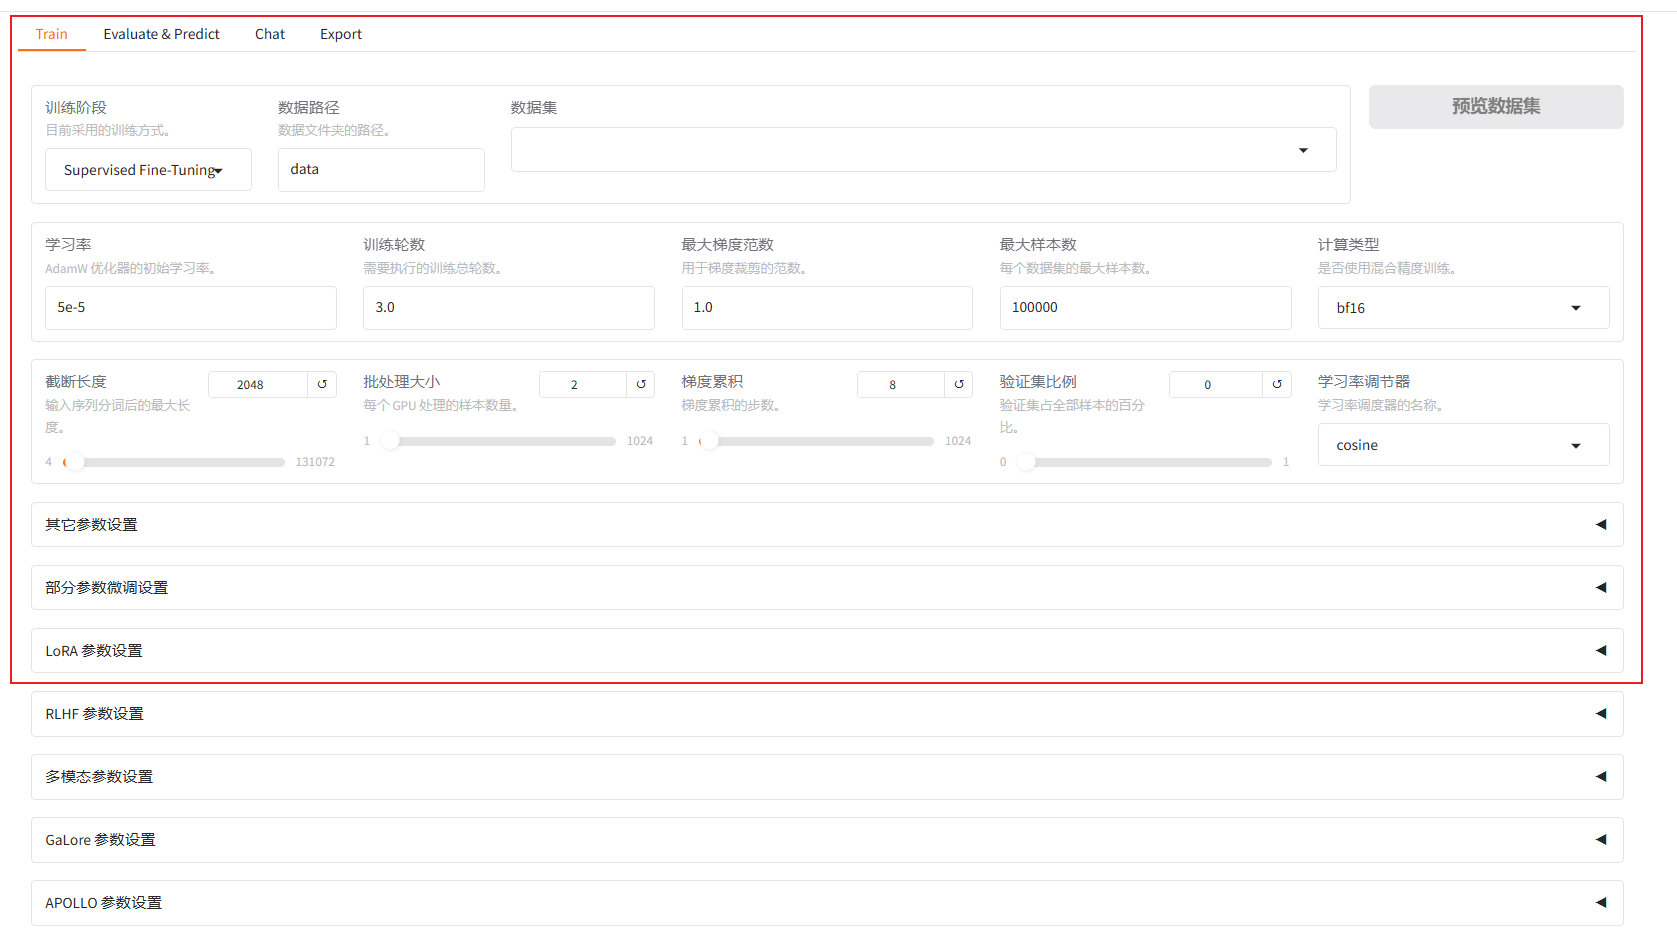 Train Evaluate & Predict Chat Export
训练阶段 数据路径 数据集 预览数据集
目前采用的训练方式。 数据文件夹的路径。
Supervised Fine-Tuning data
学习率 训练轮数 最大梯度范数 最大样本数 计算类型
AdamW 优化器的初始学习率。 需要执行的训练总轮数。 用于梯度裁剪的范数。 每个数据集的最大样本数。 是否使用混合精度训练。
5e-5 3.0 1.0 100000 bf16
截断长度 2048 ↺ 批处理大小 2 ↺ 梯度累积 8 ↺ 验证集比例 0 ↺ 学习率调节器
输入序列分词后的最大长 每个 GPU 处理的样本数量。 梯度累积的步数。 验证集占全部样本的百分 学习率调度器的名称。
度。 比。
1 1024 1 1024 cosine
4 131072 0 1
其它参数设置
部分参数微调设置
LoRA 参数设置
RLHF 参数设置
多模态参数设置
GaLore 参数设置
APOLLO 参数设置